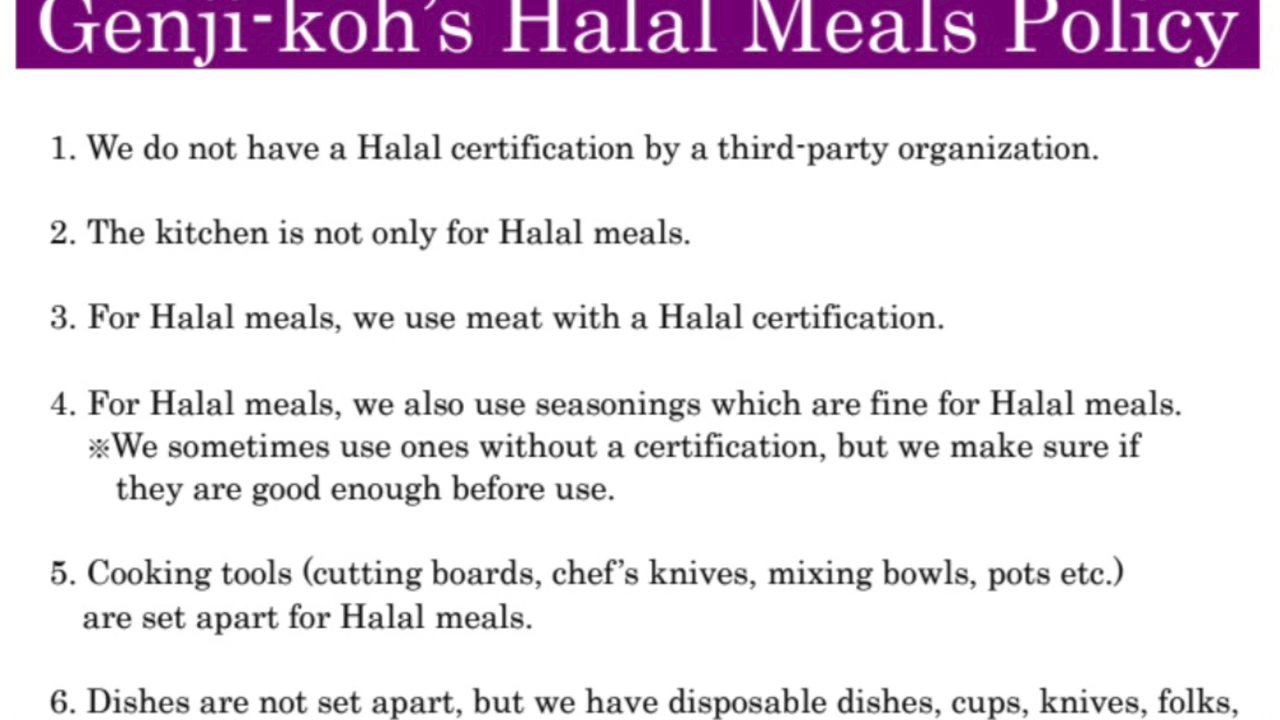 Genji-koh's Halal Meals Policy
1. We do not have a Halal certification by a third-party organization.
2. The kitchen is not only for Halal meals.
3. For Halal meals, we use meat with a Halal certification.
4. For Halal meals, we also use seasonings which are fine for Halal meals.
※We sometimes use ones without a certification, but we make sure if
they are good enough before use.
5. Cooking tools (cutting boards, chef's knives, mixing bowls, pots etc.)
are set apart for Halal meals.
6. Dishes are not set apart, but we have disposable dishes, cups, knives, folks,